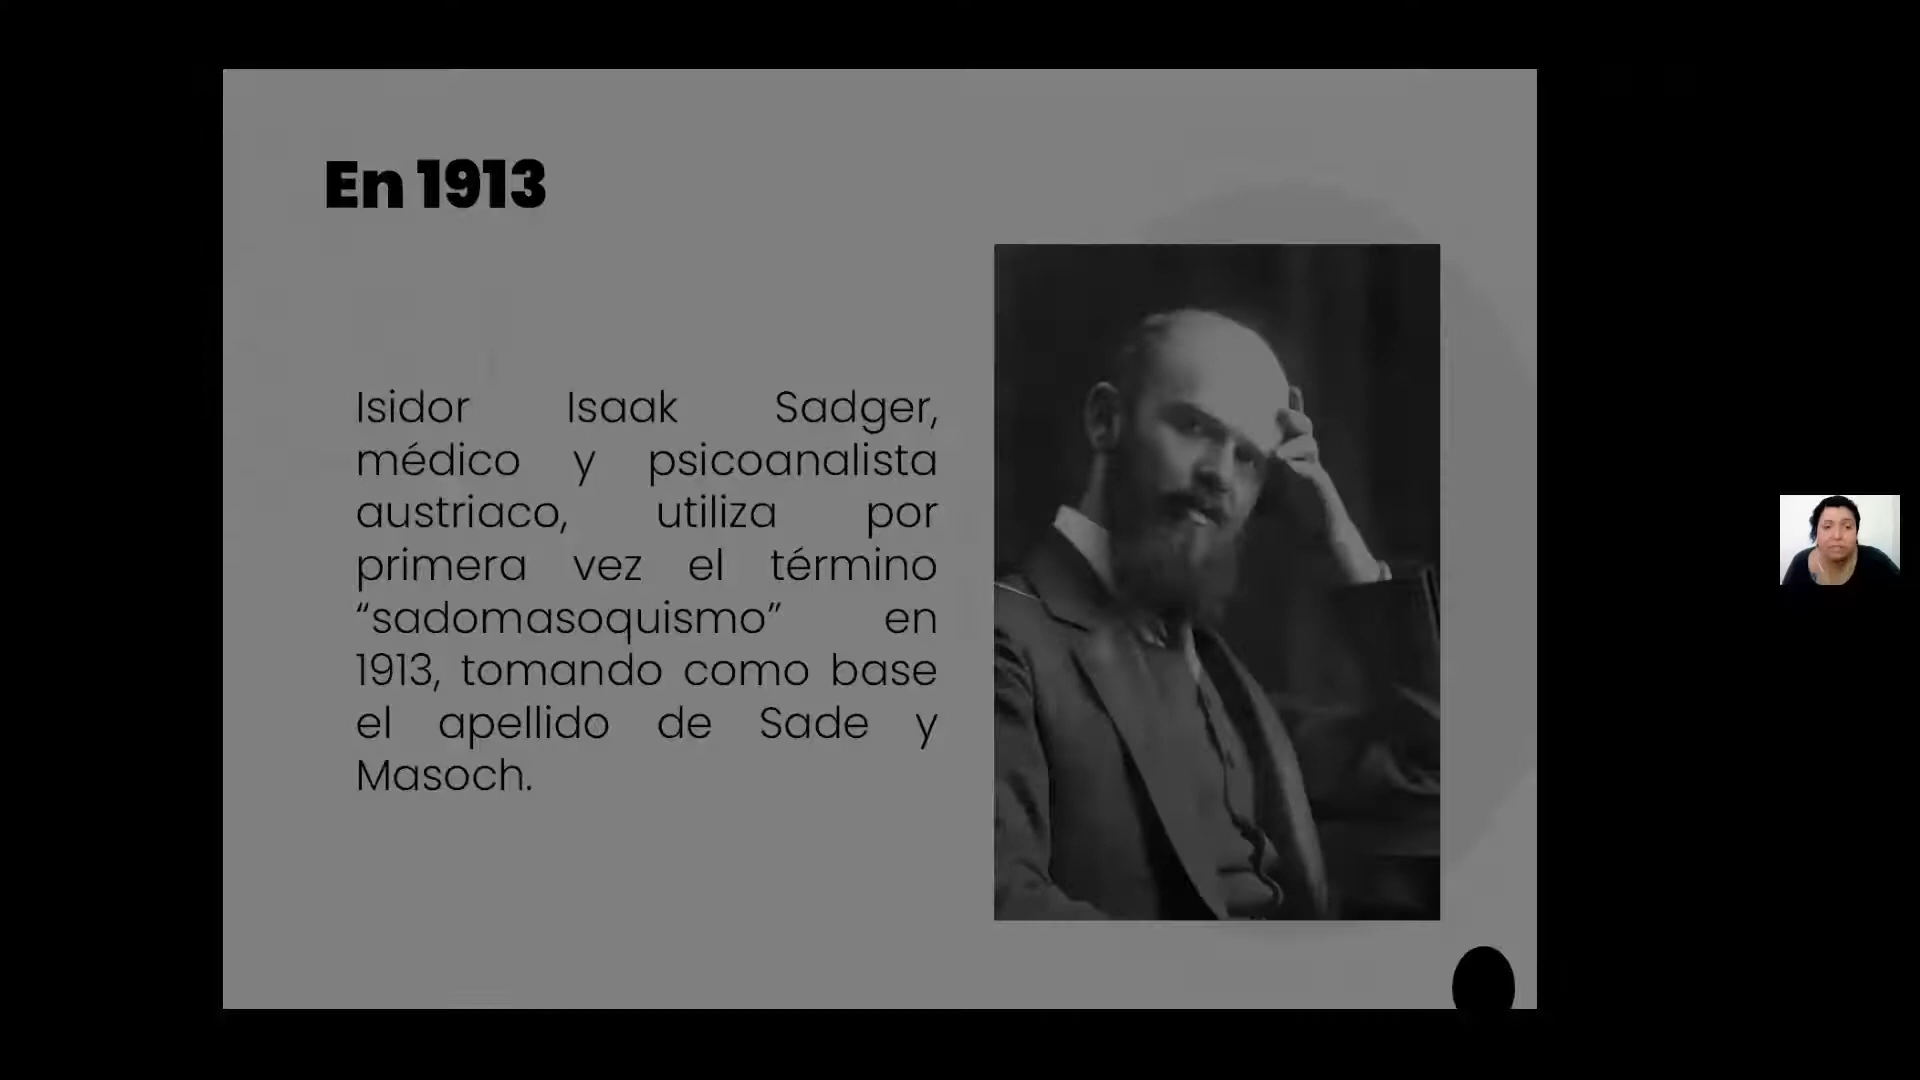 En 1913
Isidor Isaak Sadger,
médico y psicoanalista
austriaco, utiliza por
primera vez el término
“sadomasoquismo” en
1913, tomando como base
el apellido de Sade y
Masoch.